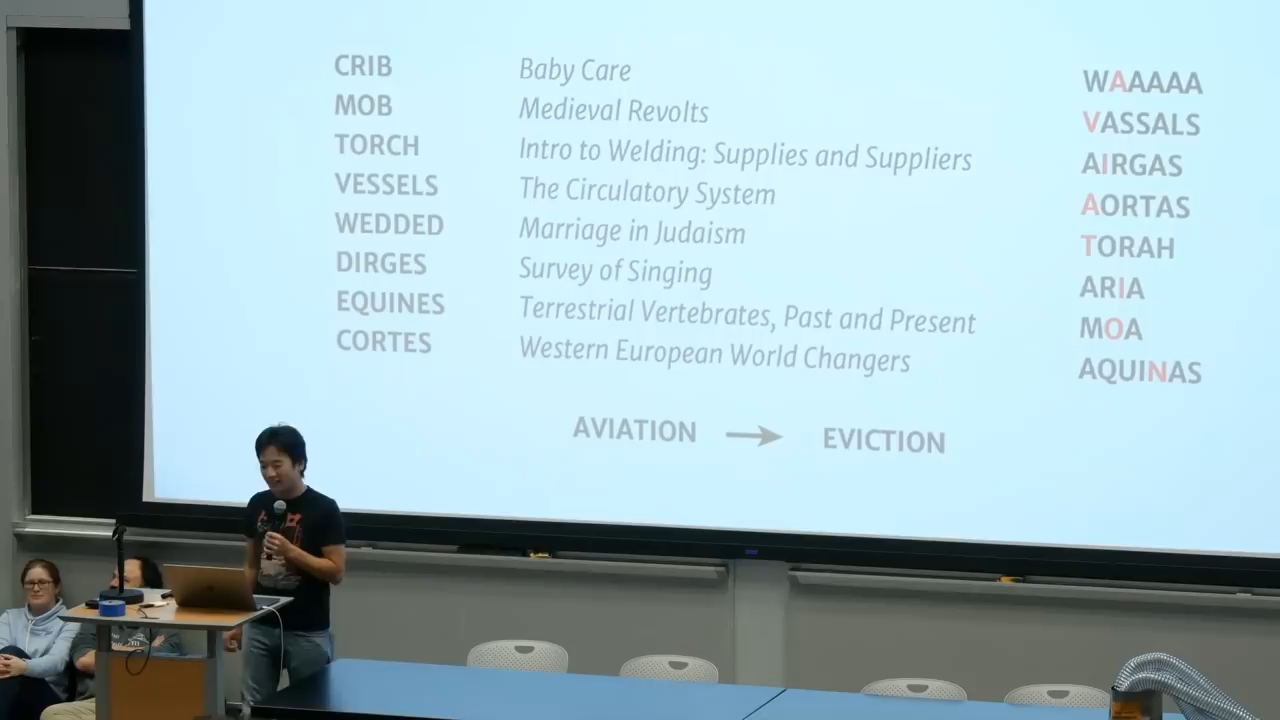 CRIB Baby Care WAAAAA
MOB Medieval Revolts VASSALS
TORCH Intro to Welding: Supplies and Suppliers AIRGAS
VESSELS The Circulatory System AORTAS
WEDDED Marriage in Judaism TORAH
DIRGES Survey of Singing ARIA
EQUINES Terrestrial Vertebrates, Past and Present MOA
CORTES Western European World Changers AQUINAS
AVIATION → EVICTION